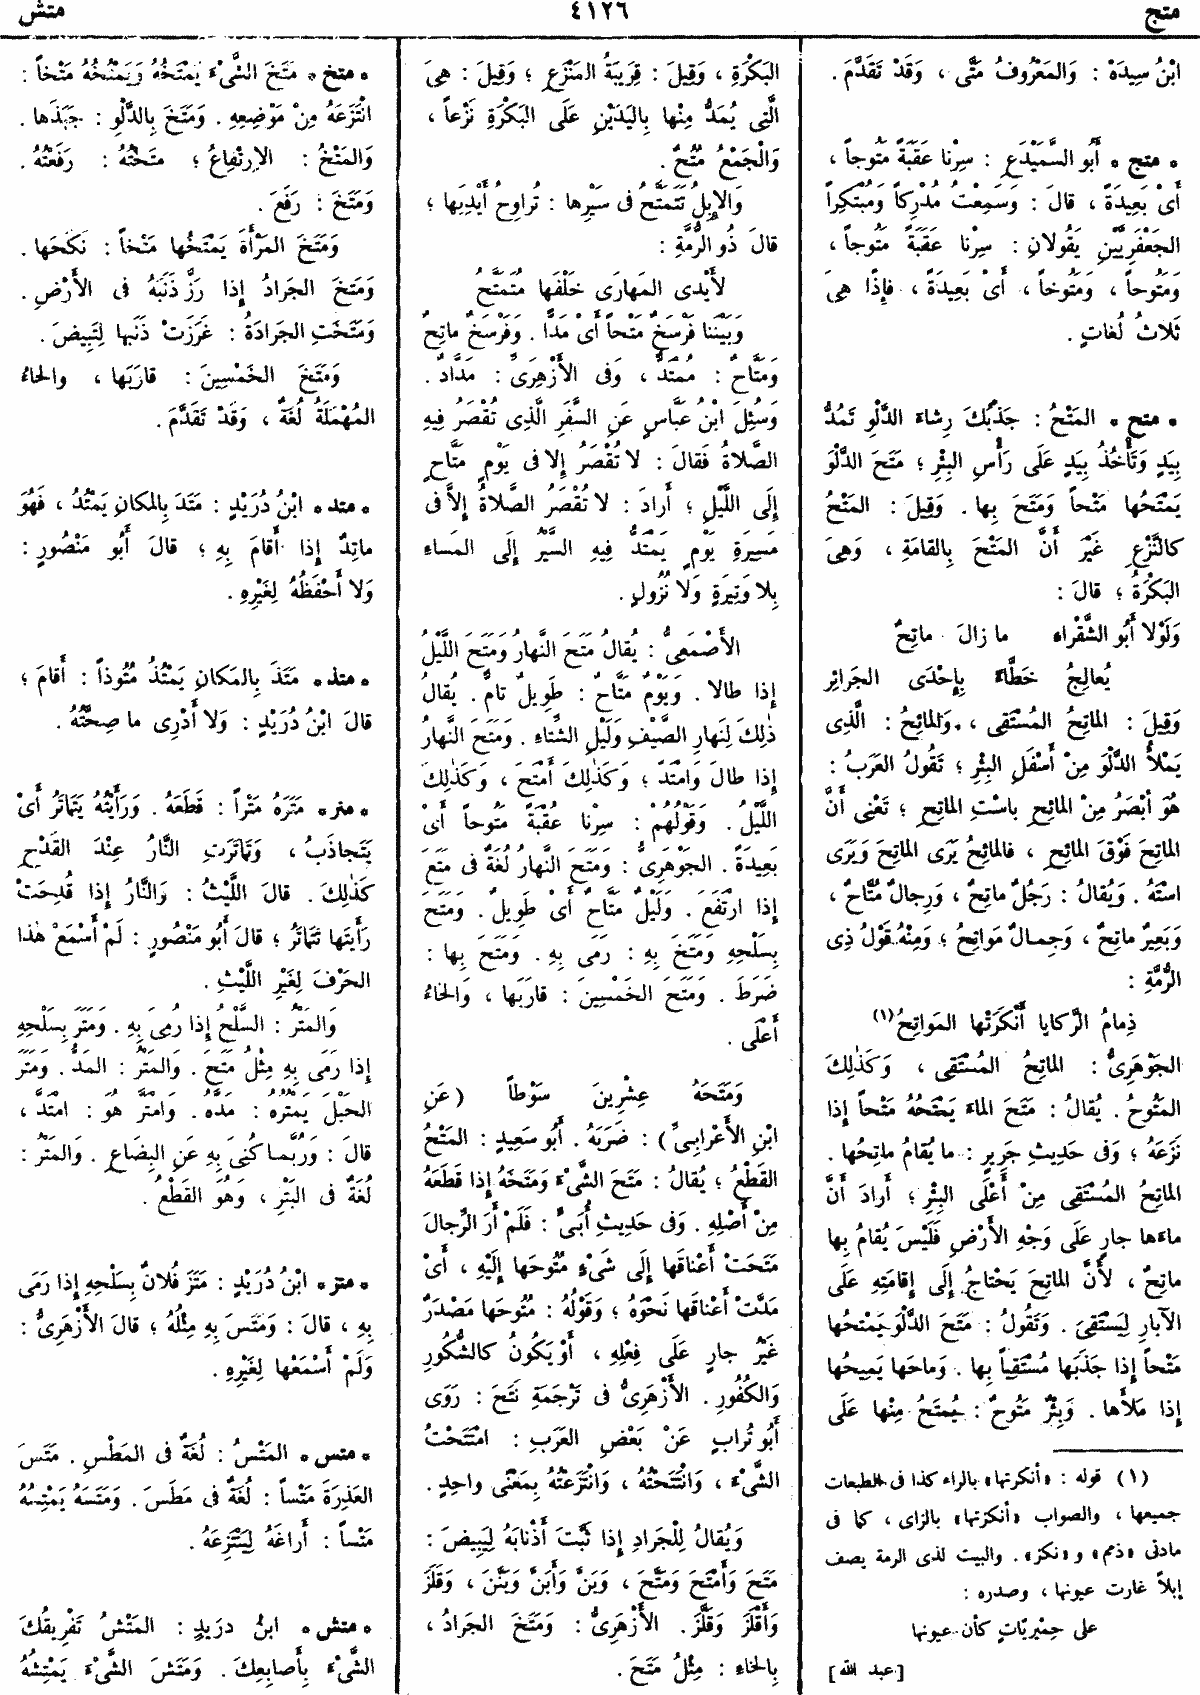 متج
٤١٢٦
متش
ابْنُ سِيدَهْ : وَالمَعْرُوفُ مَتَّى ، وَقَدْ تَقَدَّمَ .
• متج • أَبُو السَّمَيْدَعِ : سِرْنا عَقَبَةً مَتُوجاً ،
أَىْ بَعِيدَةً ، قالَ : وَسَمِعْتُ مُدْرِكاً وَمُبْتَكِراً
الجَعْفَرِيَّيْنِ يَقُولانِ : سِرْنا عَقَبَةً مَتُوجاً ،
وَمَتُوحاً ، وَمَتُوخاً ، أَىْ بَعِيدَةً ، فإِذًا هِىَ
ثَلاثُ لُغاتٍ .
• متح • المَتْحُ : جَذْبُكَ رِشاءَ الدَّلْوِ تَمُدُّ
بِيَدٍ وَتَأْخُذُ بِيَدٍ عَلَى رَأْسِ البِئْرِ ؛ مَتَحَ الدَّلْوَ
يَمْتَحُها مَتْحاً وَمَتَحَ بِها . وَقِيلَ : المَتْحُ
كالنَّزْعِ غَيْرَ أَنَّ المَتْحَ بِالقامَةِ ، وَهِىَ
البَكْرَةُ ؛ قالَ :
وَلَوْلا أَبُو الشَّقْراءِ ما زالَ ماتِحٌ
يُعالِجُ خَطَّاءً بِإِحْدَى الجَرائِرِ
وَقِيلَ : الماتِحُ المُسْتَقِى ، وَالمائِحُ : الَّذِى
يَمْلأُ الدَّلْوَ مِنْ أَسْفَلِ البِئْرِ ؛ تَقُولُ العَرَبُ :
هُوَ أَبْصَرُ مِنْ المائِحِ باسْتِ الماتِحِ ؛ تَعْنِى أَنَّ
الماتِحَ فَوْقَ المائِحِ ، فالمائِحُ يَرَى الماتِحَ وَيَرَى
اسْتَهُ . وَيُقالُ : رَجُلٌ ماتِحٌ ، وَرِجالٌ مُتَّاحٌ ،
وَبَعِيرٌ ماتِحٌ ، وَجِمالٌ مَواتِحُ ؛ وَمِنْهُ قَوْلُ ذِى
الرُّمَّةِ :
ذِمامُ الرَّكايا أَنْكَرَتْها المَواتِحُ (١)
الجَوْهَرِىُّ : الماتِحُ المُسْتَقِى ، وَكَذٰلِكَ
المَتُوحُ . يُقالُ : مَتَحَ الماءَ يَمْتَحُهُ مَتْحاً إِذا
نَزَعَهُ ؛ وَفى حَدِيثِ جَرِيرٍ : ما يُقامُ ماتِحُها .
الماتِحُ المُسْتَقِى مِنْ أَعْلَى البِئْرِ ؛ أَرادَ أَنَّ
ماءَها جارٍ عَلَى وَجْهِ الأَرْضِ فَلَيْسَ يُقامُ بِها
ماتِحٌ ، لأَنَّ الماتِحَ يَحْتاجُ إِلَى إِقامَتِهِ عَلَى
الآبارِ لِيَسْتَقِىَ . وَتَقُولُ : مَتَحَ الدَّلْوَ يَمْتَحُها
مَتْحاً إِذا جَذَبَها مُسْتَقِياً بِها . وَماحَها يَمِيحُها
إِذا مَلأَها . وَبِئْرٌ مَتُوحٌ : يُمتَحُ مِنْها عَلَى
(١) قوله : «أنكرتها» بالراء كذا فى الطبعات
جميعها ، والصواب «أنكزتها» بالزاى ، كما فى
مادتى «ذمم» و «نكز» . والبيت لذى الرمة يصف
إبلاً غارت عيونها ، وصدره :
على حِمْيَرِيَّاتٍ كأن عيونها
[ عبد الله ]
البَكْرَةِ ، وَقِيلَ : قِرِيبَةُ المَنْزَعِ ؛ وَقِيلَ : هِىَ
الَّتِى يُمَدُّ مِنْها بِاليَدَيْنِ عَلَى البَكْرَةِ نَزْعاً ،
وَالْجَمْعُ مُتُحٌ .
وَالإِبِلُ تَتَمَتَّحُ فى سَيْرِها : تُراوِحُ أَيْدِيَها ؛
قالَ ذُو الرُّمَّةِ :
لأَيْدى المَهارَى خَلْفَها مُتَمَتَّحُ
وَبَيْنَنا فَرْسَخٌ مَتْحاً أَىْ مَدًّا . وَفَرْسَخٌ ماتِحٌ
وَمَتَّاحٌ : مُمْتَدٌّ ، وَفى الأَزْهَرِىِّ : مَدَّادٌ .
وَسُئِلَ ابْنُ عَبَّاسٍ عَنِ السَّفَرِ الَّذِى تُقْصَرُ فِيهِ
الصَّلاةُ فَقالَ : لا تُقْصَرُ إِلا فى يَوْمٍ مَتَّاحٍ
إِلَى اللَّيْلِ ؛ أَرادَ : لا تُقْصَرُ الصَّلاةُ إِلاَّ فى
مَسِيرَةِ يَوْمٍ يَمْتَدُّ فِيهِ السَّيْرُ إِلَى المَساءِ
بِلا وَتِيرَةٍ وَلا نُزُولٍ .
الأَصْمَعِىُّ : يُقالُ مَتَحَ النَّهارُ وَمَتَحَ اللَّيْلُ
إِذا طالا . وَيَوْمٌ مَتَّاحٌ : طَوِيلٌ تامٌّ . يُقالُ
ذٰلِكَ لِنَهارِ الصَّيْفِ وَلَيْلِ الشِّتاءِ . وَمَتَحَ النَّهارُ
إِذا طالَ وَامْتَدَّ ؛ وَكَذٰلِكَ أَمْتَحَ ، وَكَذٰلِكَ
اللَّيْلُ . وَقَوْلُهُمْ : سِرْنا عُقْبَةً مَتُوحاً أَىْ
بَعِيدَةً . الجَوْهَرِىُّ : وَمَتَحَ النَّهارُ لُغَةٌ فى مَتَعَ
إِذا ارْتَفَعَ . وَلَيْلٌ مَتَّاحٌ أَىْ طَوِيلٌ . وَمَتَحَ
بِسَلْحِهِ وَمَتَخَ بِهِ : رَمَى بِهِ . وَمَتَحَ بِها :
ضَرَطَ . وَمَتَحَ الخَمْسِينَ : قارَبَها ، وَالخاءُ
أَعْلَى .
وَمَتَحَهُ عِشْرِينَ سَوْطاً (عَنِ
ابْنِ الأَعْرابِىِّ) : ضَرَبَهُ . أَبُو سَعِيدٍ : المَتْحُ
القَطْعُ ؛ يُقالُ : مَتَحَ الشَّىْءَ وَمَتَخَهُ إِذا قَطَعَهُ
مِنْ أَصْلِهِ . وَفى حَدِيثِ أُبَىٍّ : فَلَمْ أَرَ الرِّجالَ
مَتَحَتْ أَعْناقَها إِلَى شَىْءٍ مُتُوحَها إِلَيْهِ ، أَىْ
مَدَّتْ أَعْناقَها نَحْوَهُ ؛ وَقَوْلُهُ : مُتُوحَها مَصْدَرٌ
غَيْرُ جارٍ عَلَى فِعْلِهِ ، أَوْ يَكُونُ كالشُّكُورِ
وَالكُفُورِ . الأَزْهَرِىُّ فى تَرْجَمَةِ نَتَحَ : رَوَى
أَبُو تُرابٍ عَنْ بَعْضِ العَرَبِ : امْتَتَحْتُ
الشَّىْءَ ، وَانْتَتَحْتُهُ ، وَانْتَزَعْتُهُ بِمَعْنًى واحِدٍ .
وَيُقالُ لِلْجَرادِ إِذا ثَبَّتَ أَذْنابَهُ لِيَبِيضَ :
مَتَحَ وَأَمْتَحَ وَمَتَّحَ ، وَبَنَّ وَأَبَنَّ وَبَنَّنَ ، وَقَلَزَ
وَأَقْلَزَ وَقَلَّزَ . الأَزْهَرِىُّ : وَمَتَخَ الجَرادُ ،
بِالخاءِ : مِثْلُ مَتَحَ .
• متخ • مَتَخَ الشَّىْءَ يَمْتَخُهُ وَيَمْتُخُهُ مَتْخاً :
انْتَزَعَهُ مِنْ مَوْضِعِهِ . وَمَتَخَ بِالدَّلْوِ : جَبَذَها .
وَالمَتْخُ : الاِرْتِفاعُ ؛ مَتَخْتُهُ : رَفَعْتُهُ .
وَمَتَخَ : رَفَعَ .
وَمَتَخَ المَرْأَةَ يَمْتَخُها مَتْخاً : نَكَحَها .
وَمَتَخَ الجَرادُ إِذا رَزَّ ذَنَبَهُ فى الأَرْضِ .
وَمَتَخَتِ الجَرادَةُ : غَرَزَتْ ذَنَبَها لِتَبِيضَ .
وَمَتَخَ الخَمْسِينَ : قارَبَها ، والحَاءُ
المُهْمَلَةُ لُغَةٌ ، وَقَدْ تَقَدَّمَ .
• متد • ابْنُ دُرَيْدٍ : مَتَدَ بِالمكانِ يَمْتُدُ ، فَهُوَ
ماتِدٌ إِذا أَقامَ بِهِ ؛ قالَ أَبُو مَنْصُورٍ :
وَلا أَحْفَظُهُ لِغَيْرِهِ .
• متذ • مَتَذَ بِالمَكانِ يَمْتُذُ مُتُوذاً : أَقامَ ؛
قالَ ابْنُ دُرَيْدٍ : وَلا أَدْرِى ما صِحَّتُهُ .
• متر • مَتَرَهُ مَتْراً : قَطَعَهُ . وَرَأَيْتُهُ يَتَماتَرُ أَىْ
يَتَجاذَبُ ، وَتَماتَرَتِ النَّارُ عِنْدَ القَدْحِ
كَذٰلِكَ . قالَ اللَّيْثُ : وَالنَّارُ إِذا قُدِحَتْ
رَأَيْتَها تَتَماتَرُ ؛ قالَ أَبُو مَنْصُورٍ : لَمْ أَسْمَعْ هٰذا
الحَرْفَ لِغَيْرِ اللَّيْثِ .
وَالمَتْرُ : السَّلْحُ إِذا رُمِىَ بِهِ . وَمَتَرَ بِسَلْحِهِ
إِذا رَمَى بِهِ مِثْلُ مَتَحَ . وَالمَتْرُ : المَدُّ . وَمَتَرَ
الحَبْلَ يَمْتُرُهُ : مَدَّهُ . وَامْتَرَّ هُوَ : امْتَدَّ ،
قالَ : وَرُبَّما كُنِىَ بِهِ عَنِ البِضَاعِ . وَالمَتْرُ :
لُغَةٌ فى البَتْرِ ، وَهُوَ القَطْعُ .
• متز • ابْنُ دُرَيْدٍ : مَتَزَ فُلانٌ بِسَلْحِهِ إِذا رَمَى
بِهِ ، قالَ : وَمَتَسَ بِهِ مِثْلُهُ ؛ قالَ الأَزْهَرِىُّ :
وَلَمْ أَسْمَعْها لِغَيْرِهِ .
• متس • المَتْسُ : لُغَةٌ فى المَطْسِ . مَتَسَ
العَذِرَةَ مَتْساً : لُغَةٌ فى مَطَسَ . وَمَتَسَهُ يَمْتِسُهُ
مَتْساً : أَراغَهُ لِيَنْتَزِعَهُ .
• متش • ابنُ درَيدٍ : المَتْشُ تَفْرِيقُكَ
الشَّىْءَ بِأَصابِعِكَ . وَمَتَشَ الشَّىْءَ يَمْتِشُهُ